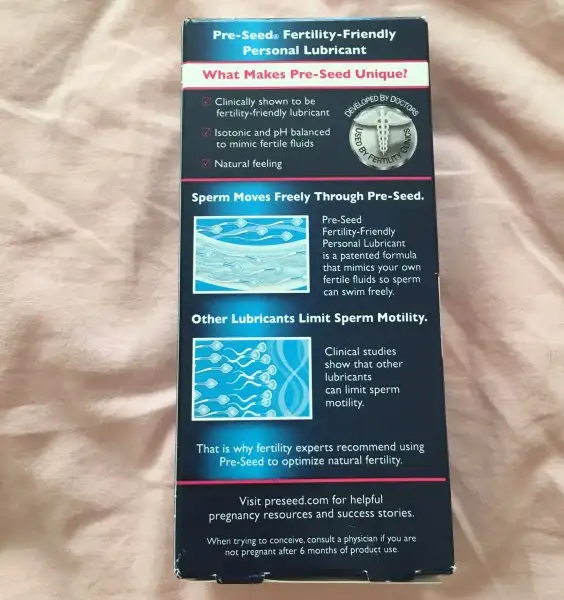 Pre-Seed® Fertility-Friendly
Personal Lubricant
What Makes Pre-Seed Unique?
Clinically shown to be
fertility-friendly lubricant
Isotonic and pH balanced
to mimic fertile fluids
Natural feeling
DEVELOPED BY DOCTORS
USED BY FERTILITY CLINICS
Sperm Moves Freely Through Pre-Seed.
Pre-Seed
Fertility-Friendly
Personal Lubricant
is a patented formula
that mimics your own
fertile fluids so sperm
can swim freely.
Other Lubricants Limit Sperm Motility.
Clinical studies
show that other
lubricants
can limit sperm
motility.
That is why fertility experts recommend using
Pre-Seed to optimize natural fertility.
Visit preseed.com for helpful
pregnancy resources and success stories.
When trying to conceive, consult a physician if you are
not pregnant after 6 months of product use.